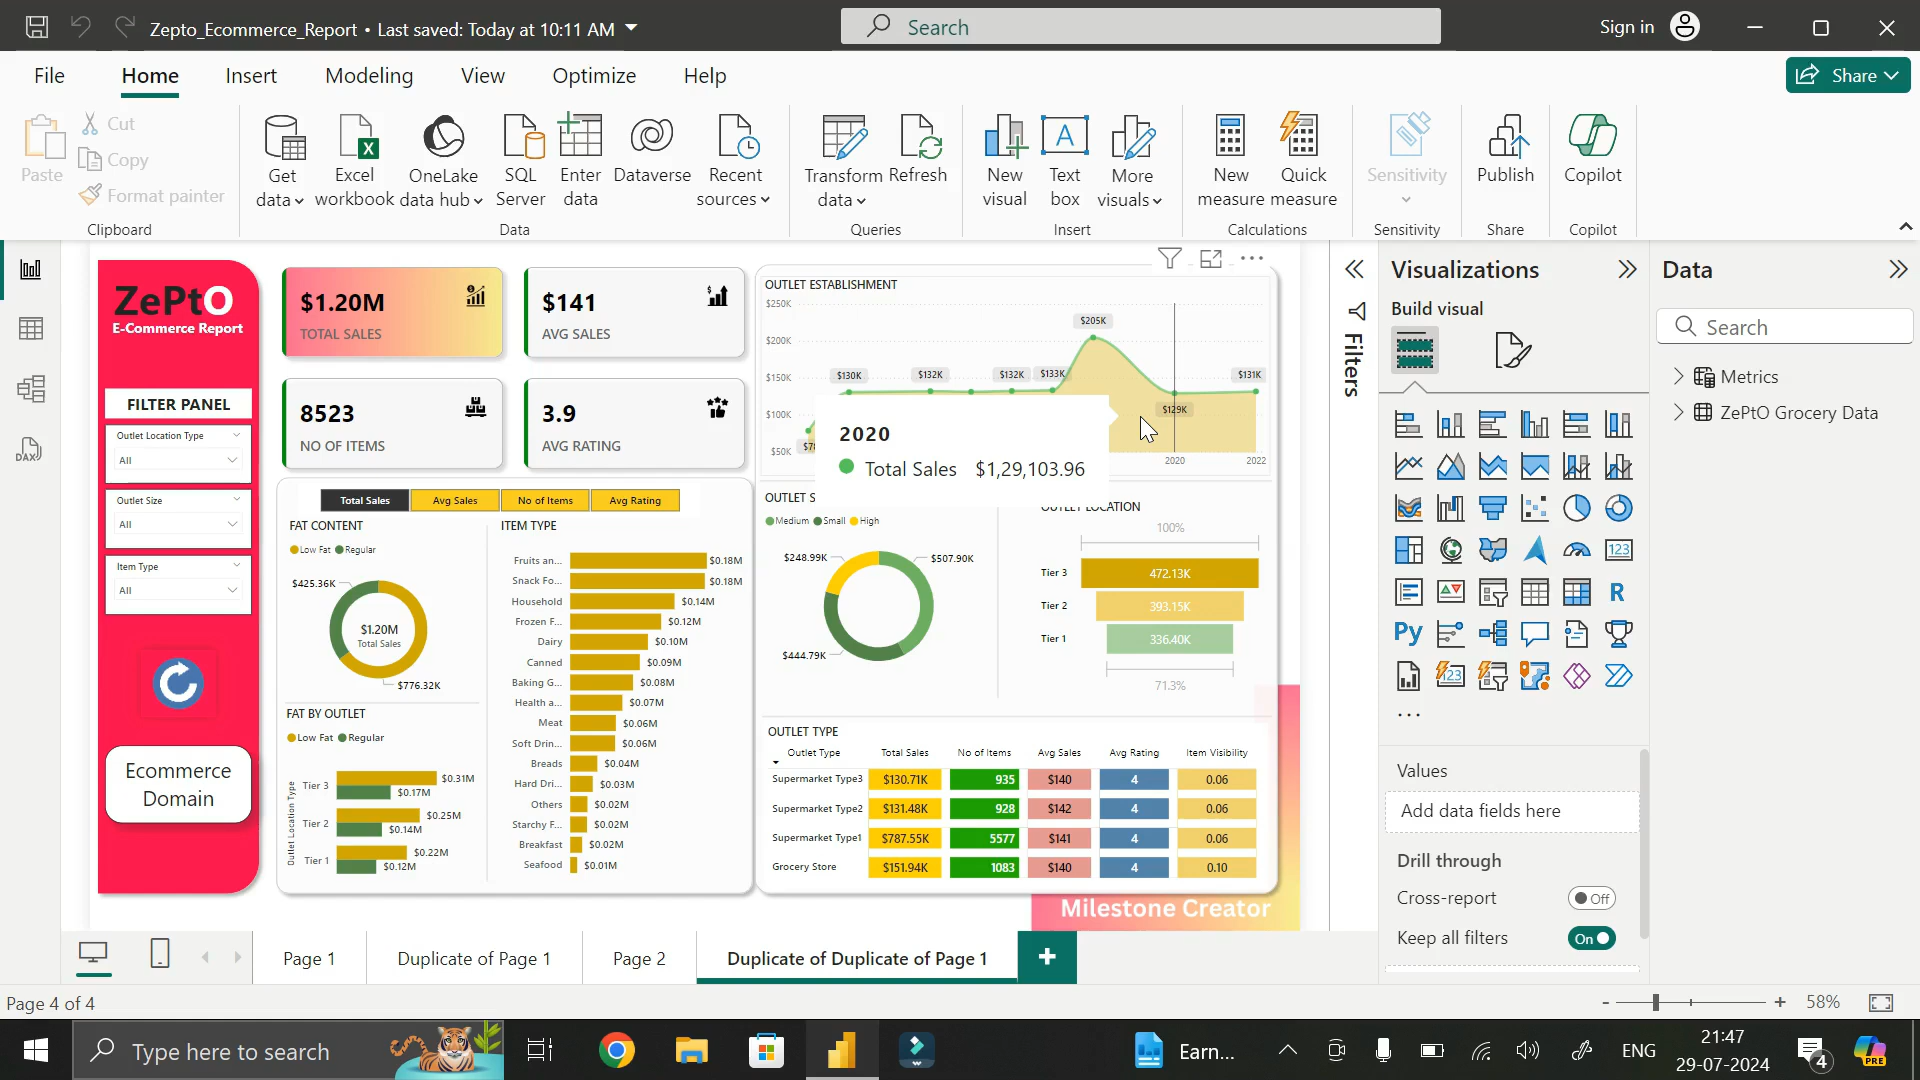 Zepto_Ecommerce_Report • Last saved: Today at 10:11 AM
Search
Sign in
File Home Insert Modeling View Optimize Help
Share
Paste
Cut
Copy
Format painter
Clipboard
Get data
Excel workbook
OneLake data hub
SQL Server
Enter data
Dataverse
Recent sources
Data
Transform data
Refresh
Queries
New visual
Text box
More visuals
Insert
New measure
Quick measure
Calculations
Sensitivity
Sensitivity
Publish
Share
Copilot
Copilot
ZePtO
E-Commerce Report
FILTER PANEL
Outlet Location Type
All
Outlet Size
All
Item Type
All
Ecommerce
Domain
$1.20M
TOTAL SALES
$141
AVG SALES
8523
NO OF ITEMS
3.9
AVG RATING
Total Sales Avg Sales No of Items Avg Rating
FAT CONTENT
Low Fat Regular
$425.36K
$1.20M
Total Sales
$776.32K
FAT BY OUTLET
Low Fat Regular
Outlet Location Type
Tier 3 $0.31M
$0.17M
Tier 2 $0.25M
$0.14M
Tier 1 $0.22M
$0.12M
ITEM TYPE
Fruits an... $0.18M
Snack Fo... $0.18M
Household $0.14M
Frozen F... $0.12M
Dairy $0.10M
Canned $0.09M
Baking G... $0.08M
Health a... $0.07M
Meat $0.06M
Soft Drin... $0.06M
Breads $0.04M
Hard Dri... $0.03M
Others $0.02M
Starchy F... $0.02M
Breakfast $0.02M
Seafood $0.01M
OUTLET ESTABLISHMENT
$250K
$200K
$150K
$100K
$50K
$130K $132K $132K $133K $205K $129K $131K
2020 2022
2020
Total Sales $1,29,103.96
OUTLET S
Medium Small High
$248.99K
$507.90K
$444.79K
OUTLET LOCATION
100%
Tier 3 472.13K
Tier 2 393.15K
Tier 1 336.40K
71.3%
OUTLET TYPE
Outlet Type Total Sales No of Items Avg Sales Avg Rating Item Visibility
Supermarket Type3 $130.71K 935 $140 4 0.06
Supermarket Type2 $131.48K 928 $142 4 0.06
Supermarket Type1 $787.55K 5577 $141 4 0.06
Grocery Store $151.94K 1083 $140 4 0.10
Milestone Creator
Filters
Visualizations
Build visual
123
R
Py
123
Values
Add data fields here
Drill through
Cross-report Off
Keep all filters On
Data
Search
Metrics
ZePtO Grocery Data
DAX
Page 1 Duplicate of Page 1 Page 2 Duplicate of Duplicate of Page 1
Page 4 of 4
58%
Type here to search
Earn...
ENG
21:47
29-07-2024
4
PRE